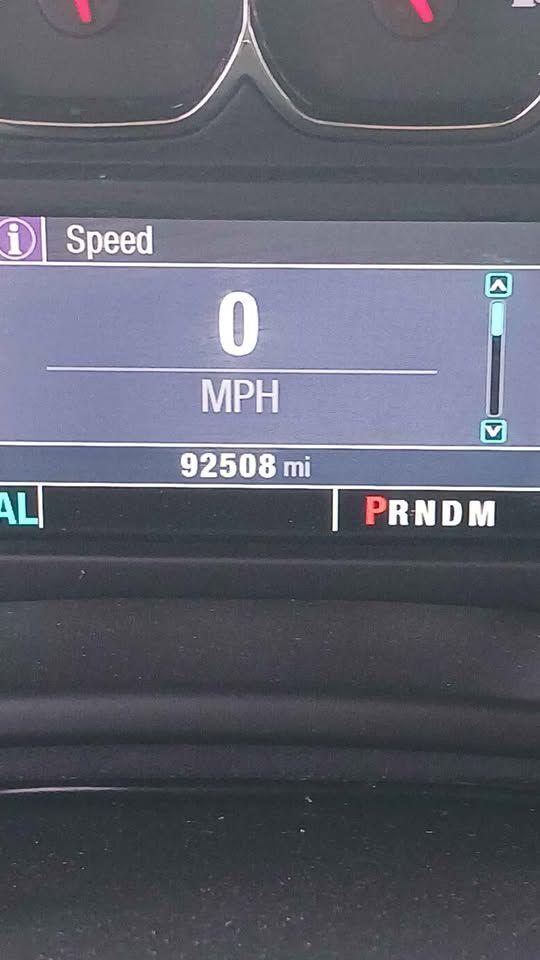 i Speed
0
MPH
92508 mi
AL PRNDM